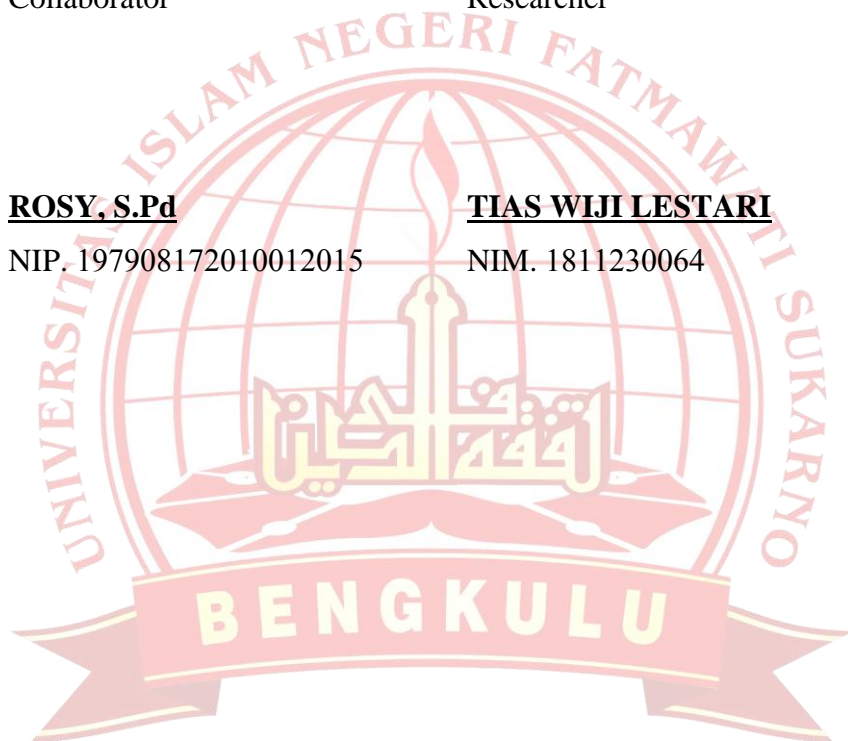 Collaborator Researcher
ROSY, S.Pd TIAS WIJI LESTARI
NIP. 197908172010012015 NIM. 1811230064
UNIVERSITAS ISLAM NEGERI FATMAWATI SUKARNO
BENGKULU